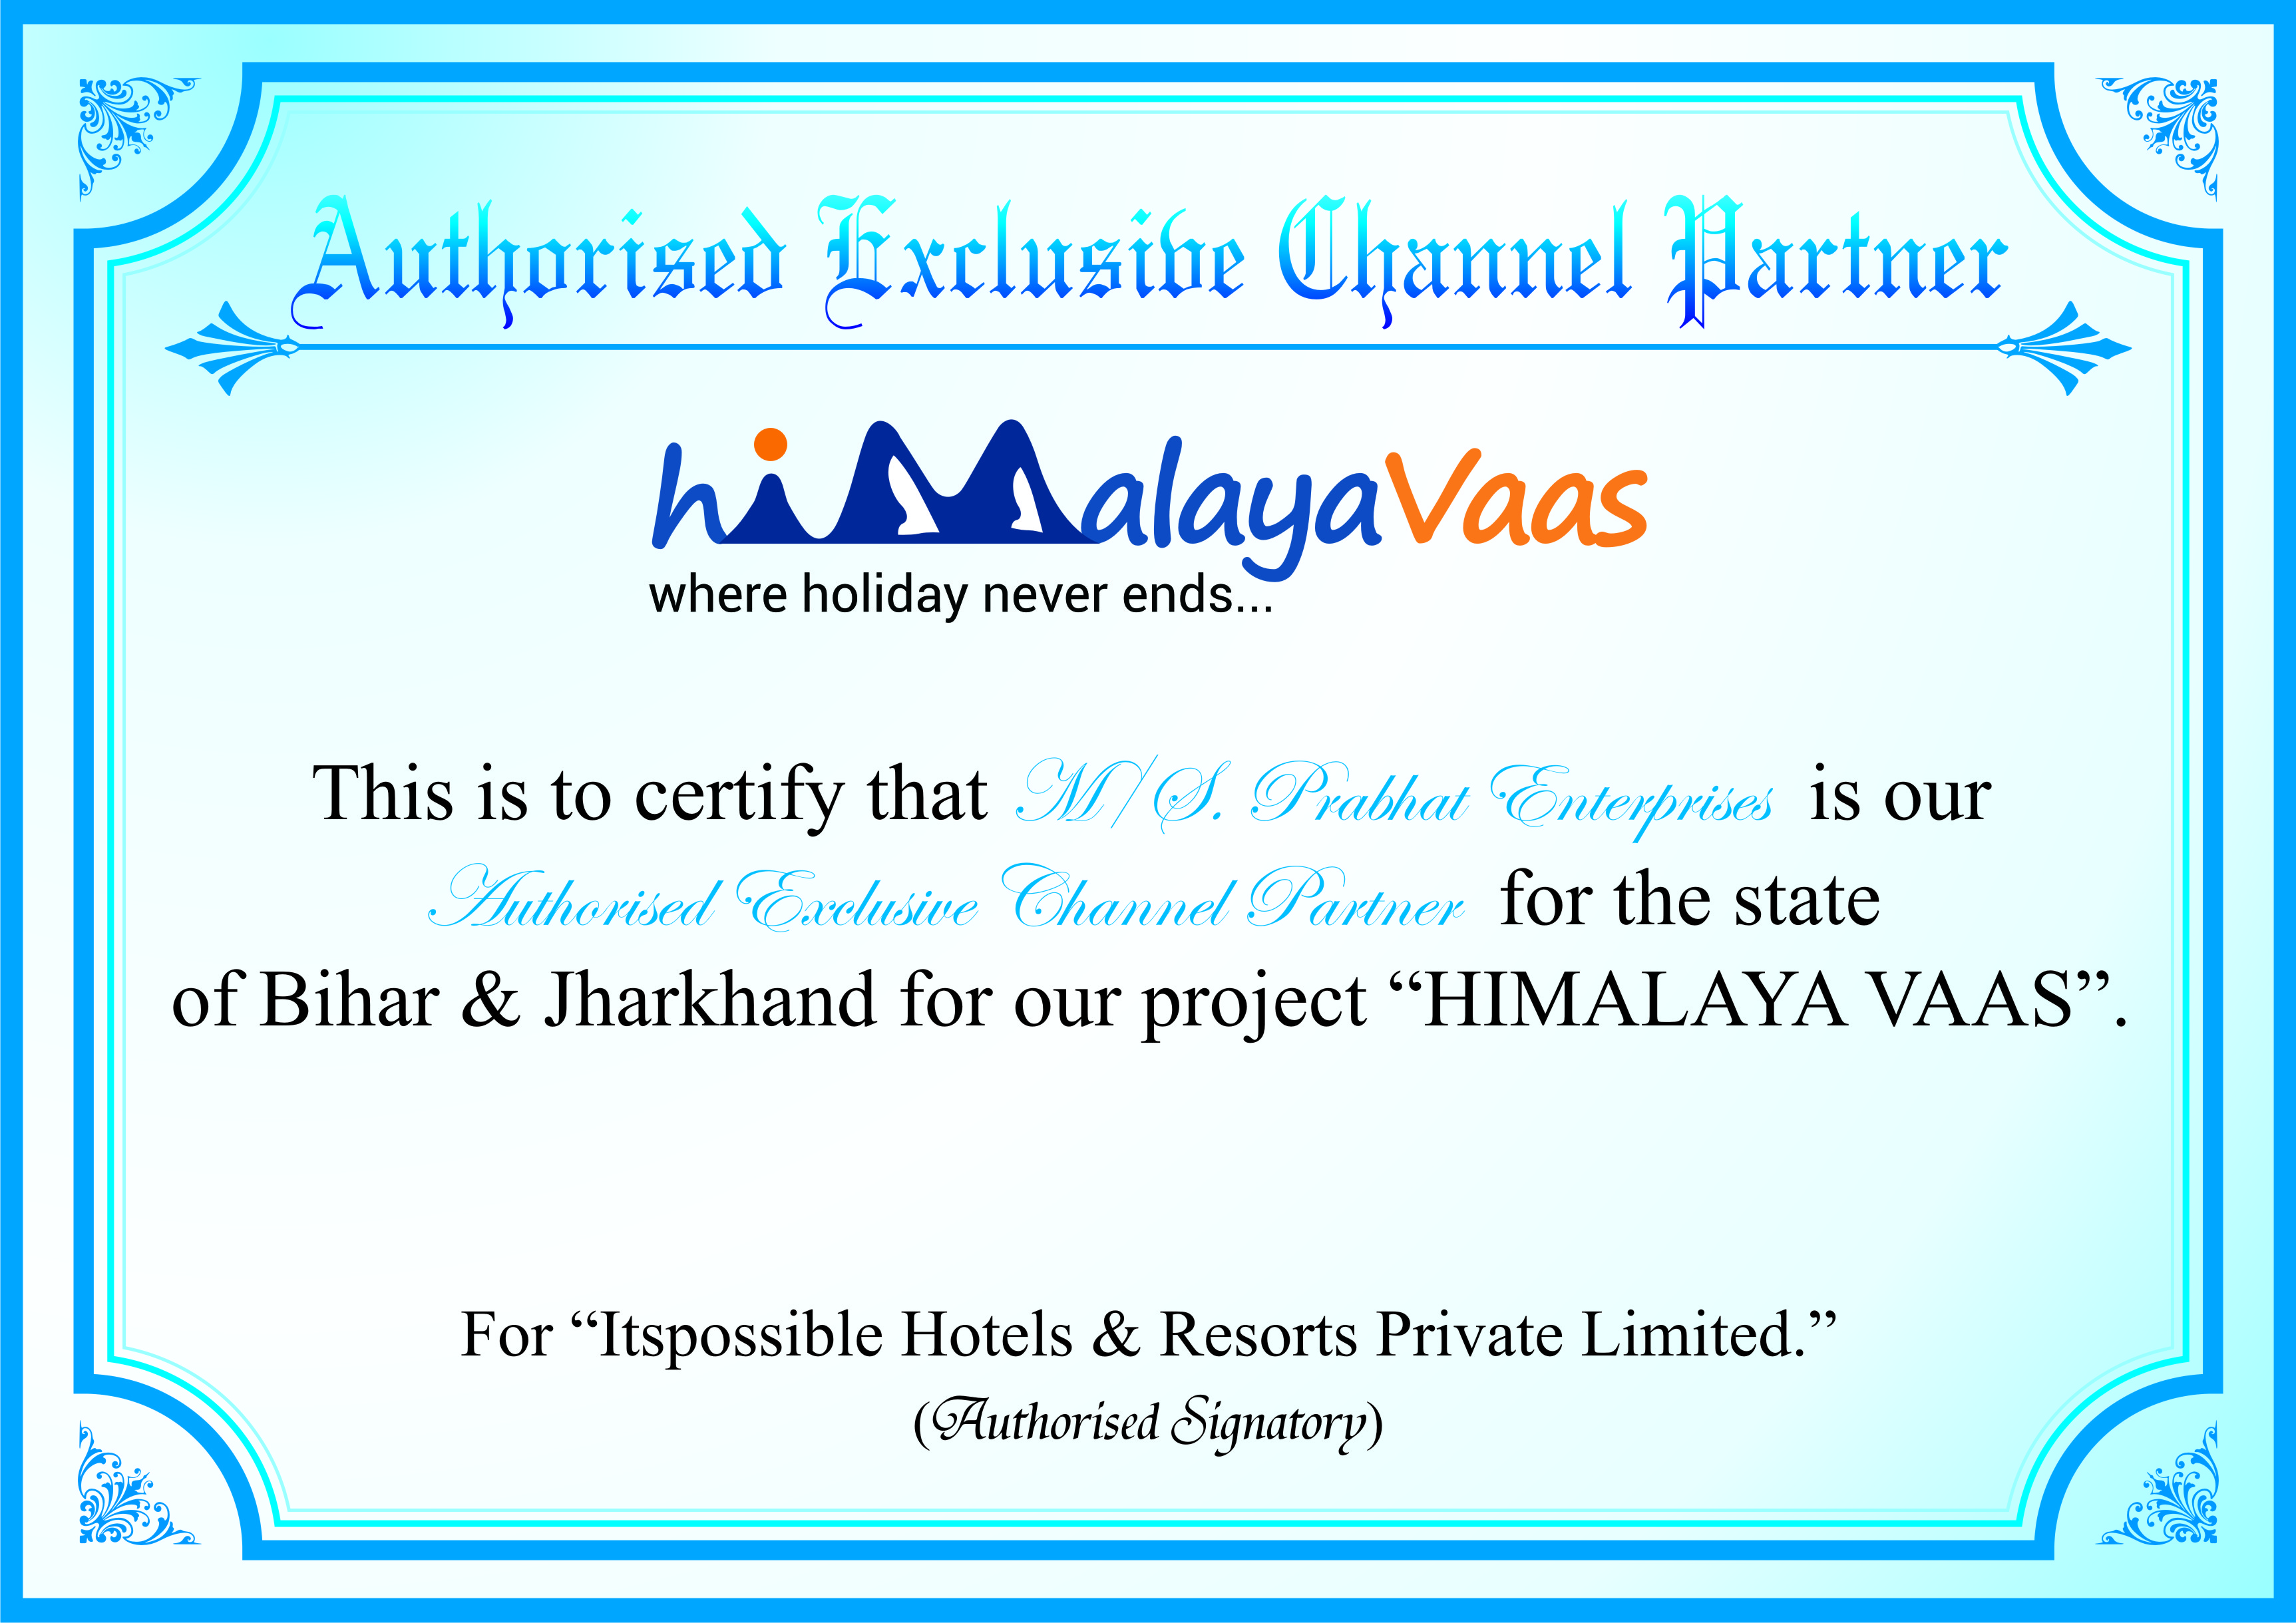 Authorised Exclusive Channel Partner
hiMalayaVaas
where holiday never ends...
This is to certify that M/S. Prabhat Enterprises is our
Authorised Exclusive Channel Partner for the state
of Bihar & Jharkhand for our project “HIMALAYA VAAS”.
For “Itspossible Hotels & Resorts Private Limited.”
(Authorised Signatory)